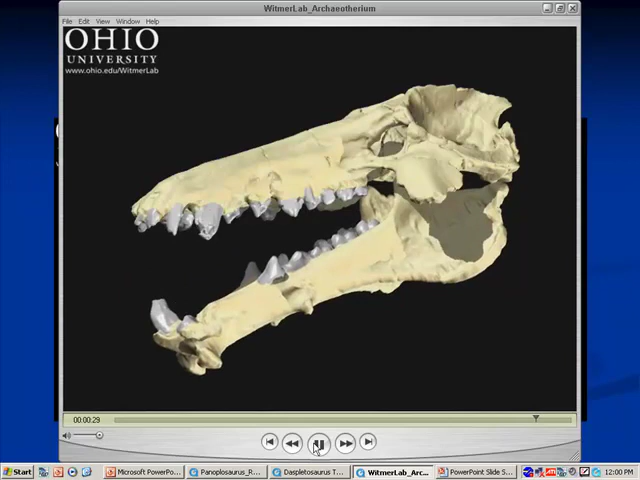 WitmerLab_Archaeotherium
File Edit View Window Help
OHIO
UNIVERSITY
www.ohio.edu/WitmerLab
00:00:29
Start
Microsoft PowerPo...
Panoplosaurus_R...
Daspletosaurus T...
WitmerLab_Arc...
PowerPoint Slide S...
12:00 PM